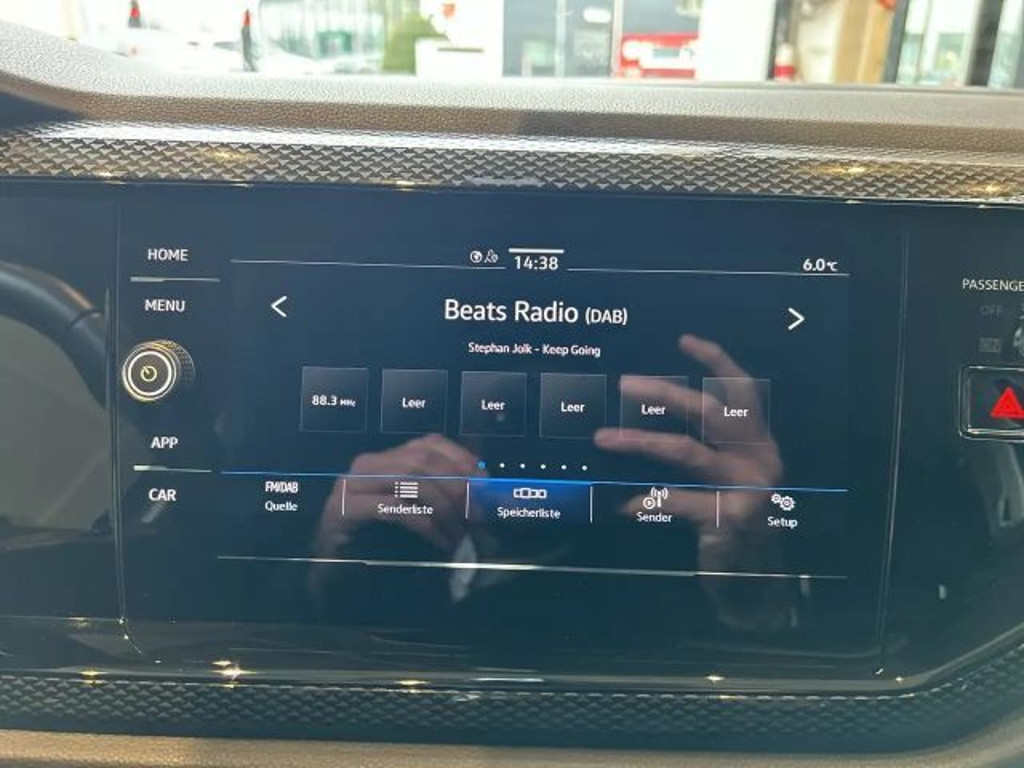 HOME
MENU
APP
CAR
14:38
6.0°C
Beats Radio (DAB)
Stephan Jolk - Keep Going
88.3 MHz
Leer
Leer
Leer
Leer
Leer
FM/DAB
Quelle
Senderliste
Speicherliste
Sender
Setup
PASSENGE
OFF